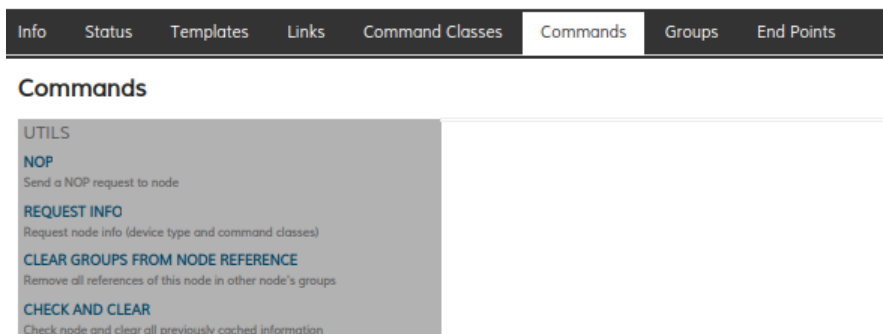 Info Status Templates Links Command Classes Commands Groups End Points
Commands
UTILS
NOP
Send a NOP request to node
REQUEST INFO
Request node info (device type and command classes)
CLEAR GROUPS FROM NODE REFERENCE
Remove all references of this node in other node's groups
CHECK AND CLEAR
Check node and clear all previously cached information